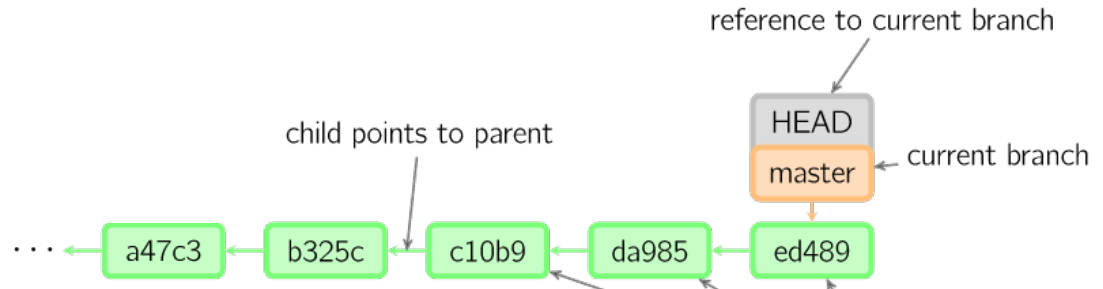 reference to current branch
HEAD
child points to parent
current branch
master
... a47c3 b325c c10b9 da985 ed489